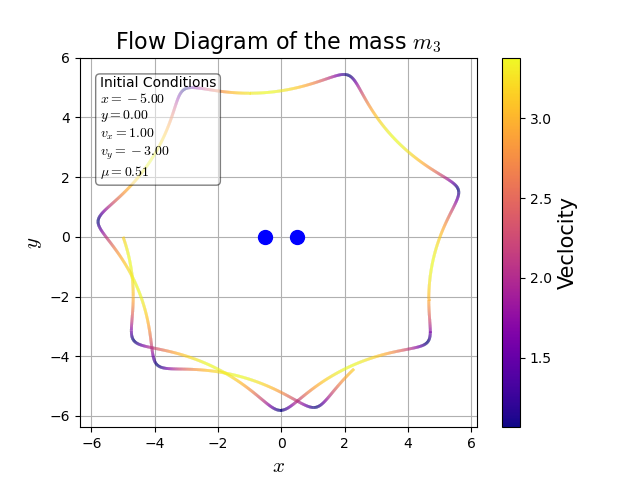 Flow Diagram of the mass m₃
Initial Conditions
x = −5.00
y = 0.00
vₓ = 1.00
v_y = −3.00
μ = 0.51
6
4
2
0
−2
−4
−6
y
−6
−4
−2
0
2
4
6
x
3.0
2.5
2.0
1.5
Veclocity